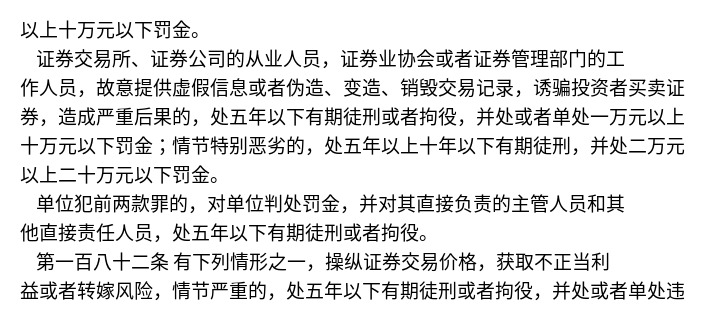 以上十万元以下罚金。
证券交易所、证券公司的从业人员，证券业协会或者证券管理部门的工
作人员，故意提供虚假信息或者伪造、变造、销毁交易记录，诱骗投资者买卖证
券，造成严重后果的，处五年以下有期徒刑或者拘役，并处或者单处一万元以上
十万元以下罚金；情节特别恶劣的，处五年以上十年以下有期徒刑，并处二万元
以上二十万元以下罚金。
单位犯前两款罪的，对单位判处罚金，并对其直接负责的主管人员和其
他直接责任人员，处五年以下有期徒刑或者拘役。
第一百八十二条 有下列情形之一，操纵证券交易价格，获取不正当利
益或者转嫁风险，情节严重的，处五年以下有期徒刑或者拘役，并处或者单处违